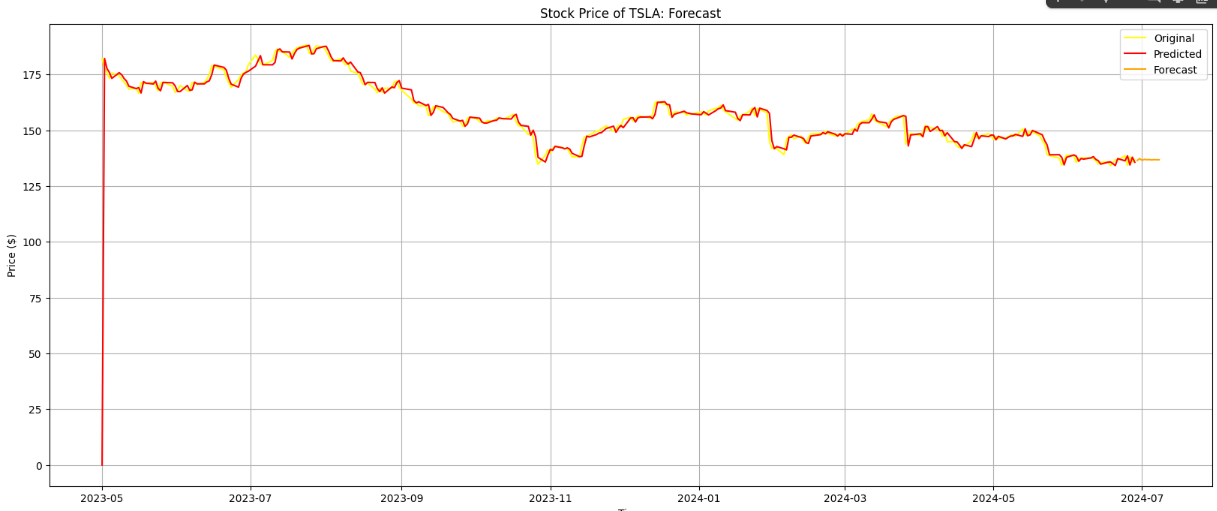 Stock Price of TSLA: Forecast
Original
Predicted
Forecast
Price ($)
175
150
125
100
75
50
25
0
2023-05 2023-07 2023-09 2023-11 2024-01 2024-03 2024-05 2024-07